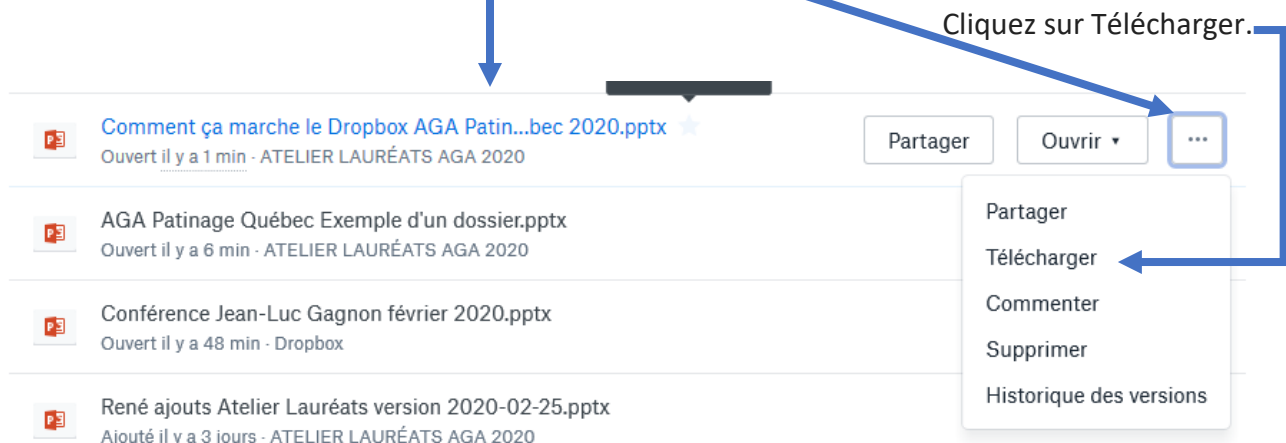 Cliquez sur Télécharger.
Comment ça marche le Dropbox AGA Patin...bec 2020.pptx
Ouvert il y a 1 min · ATELIER LAURÉATS AGA 2020
Partager
Ouvrir
AGA Patinage Québec Exemple d'un dossier.pptx
Ouvert il y a 6 min · ATELIER LAURÉATS AGA 2020
Conférence Jean-Luc Gagnon février 2020.pptx
Ouvert il y a 48 min · Dropbox
René ajouts Atelier Lauréats version 2020-02-25.pptx
Ajouté il y a 3 jours · ATELIER LAURÉATS AGA 2020
Partager
Télécharger
Commenter
Supprimer
Historique des versions